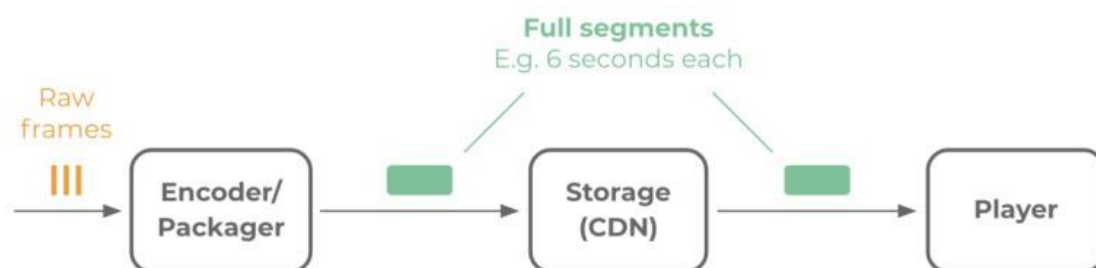 Full segments
E.g. 6 seconds each
Raw
frames
Encoder/
Packager
Storage
(CDN)
Player